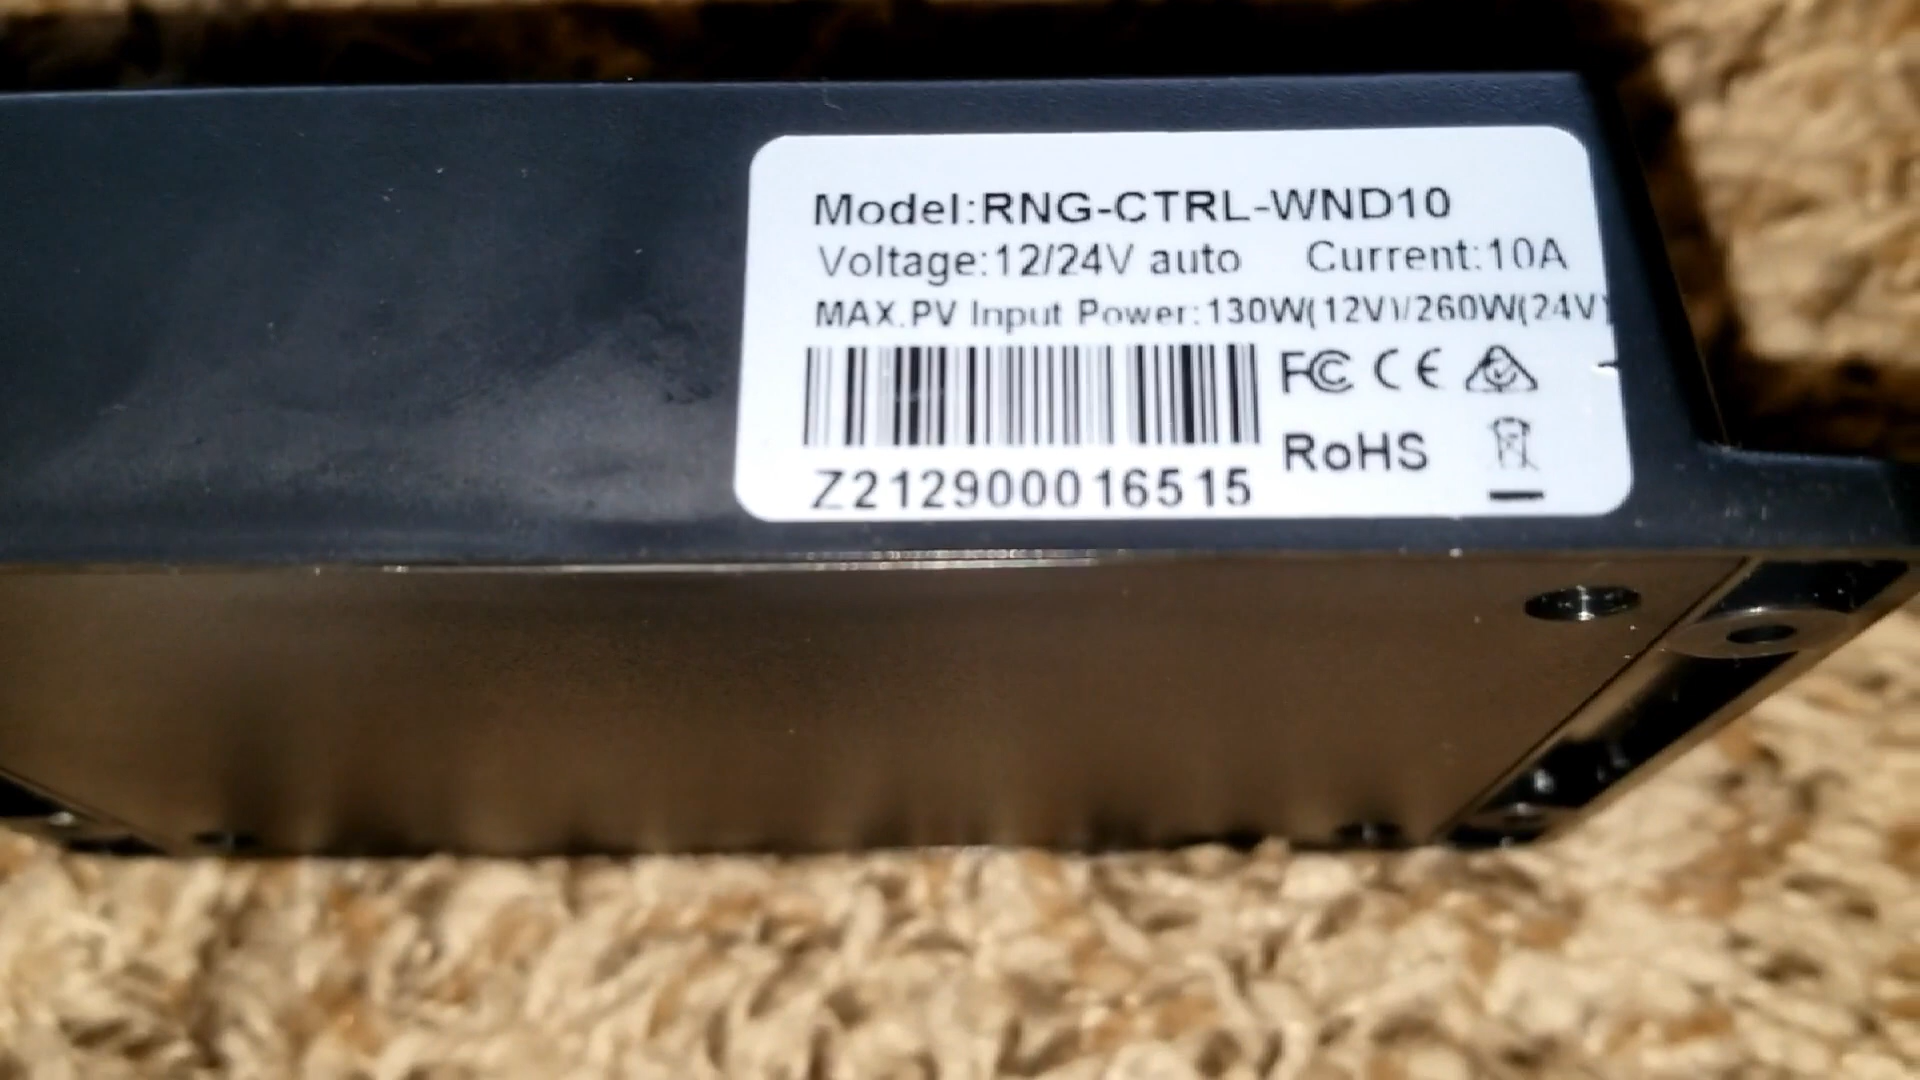 Model:RNG-CTRL-WND10
Voltage:12/24V auto Current:10A
MAX.PV Input Power:130W(12V)/260W(24V)
FC CE
RoHS
Z212900016515